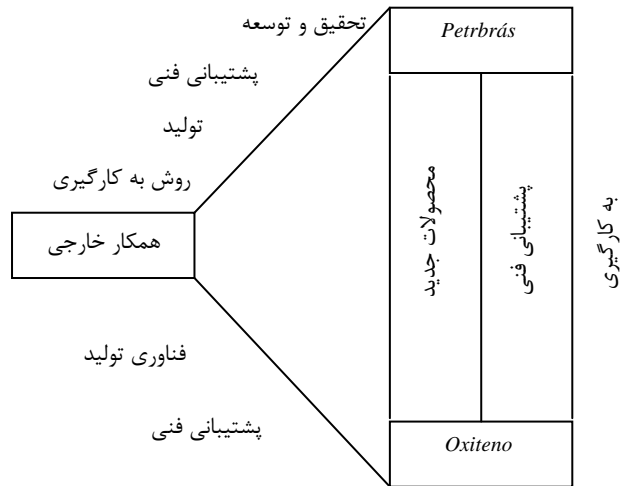 تحقیق و توسعه
Petrbrás
پشتیبانی فنی
تولید
روش به کارگیری
همکار خارجی
محصولات جدید
پشتیبانی فنی
به کارگیری
فناوری تولید
پشتیبانی فنی
Oxiteno